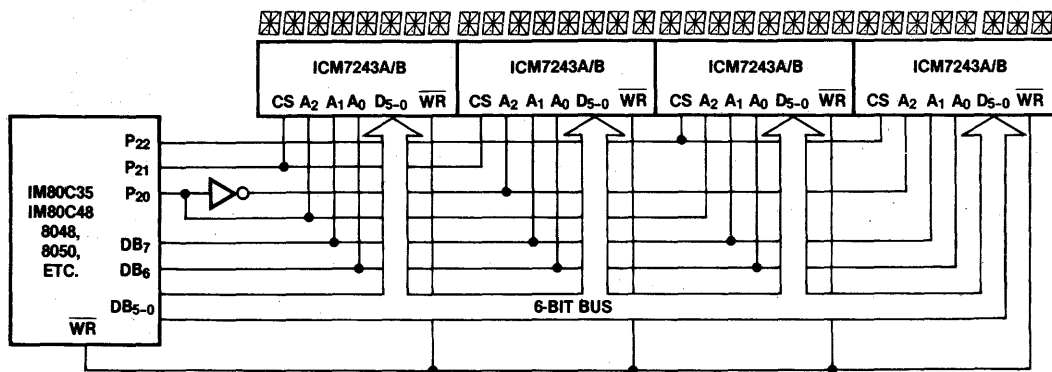 ICM7243A/B ICM7243A/B ICM7243A/B ICM7243A/B
CS A2 A1 A0 D5-0 WR CS A2 A1 A0 D5-0 WR CS A2 A1 A0 D5-0 WR CS A2 A1 A0 D5-0 WR
P22
P21
P20
IM80C35
IM80C48
8048,
8050,
ETC.
DB7
DB6
DB5-0
WR
6-BIT BUS